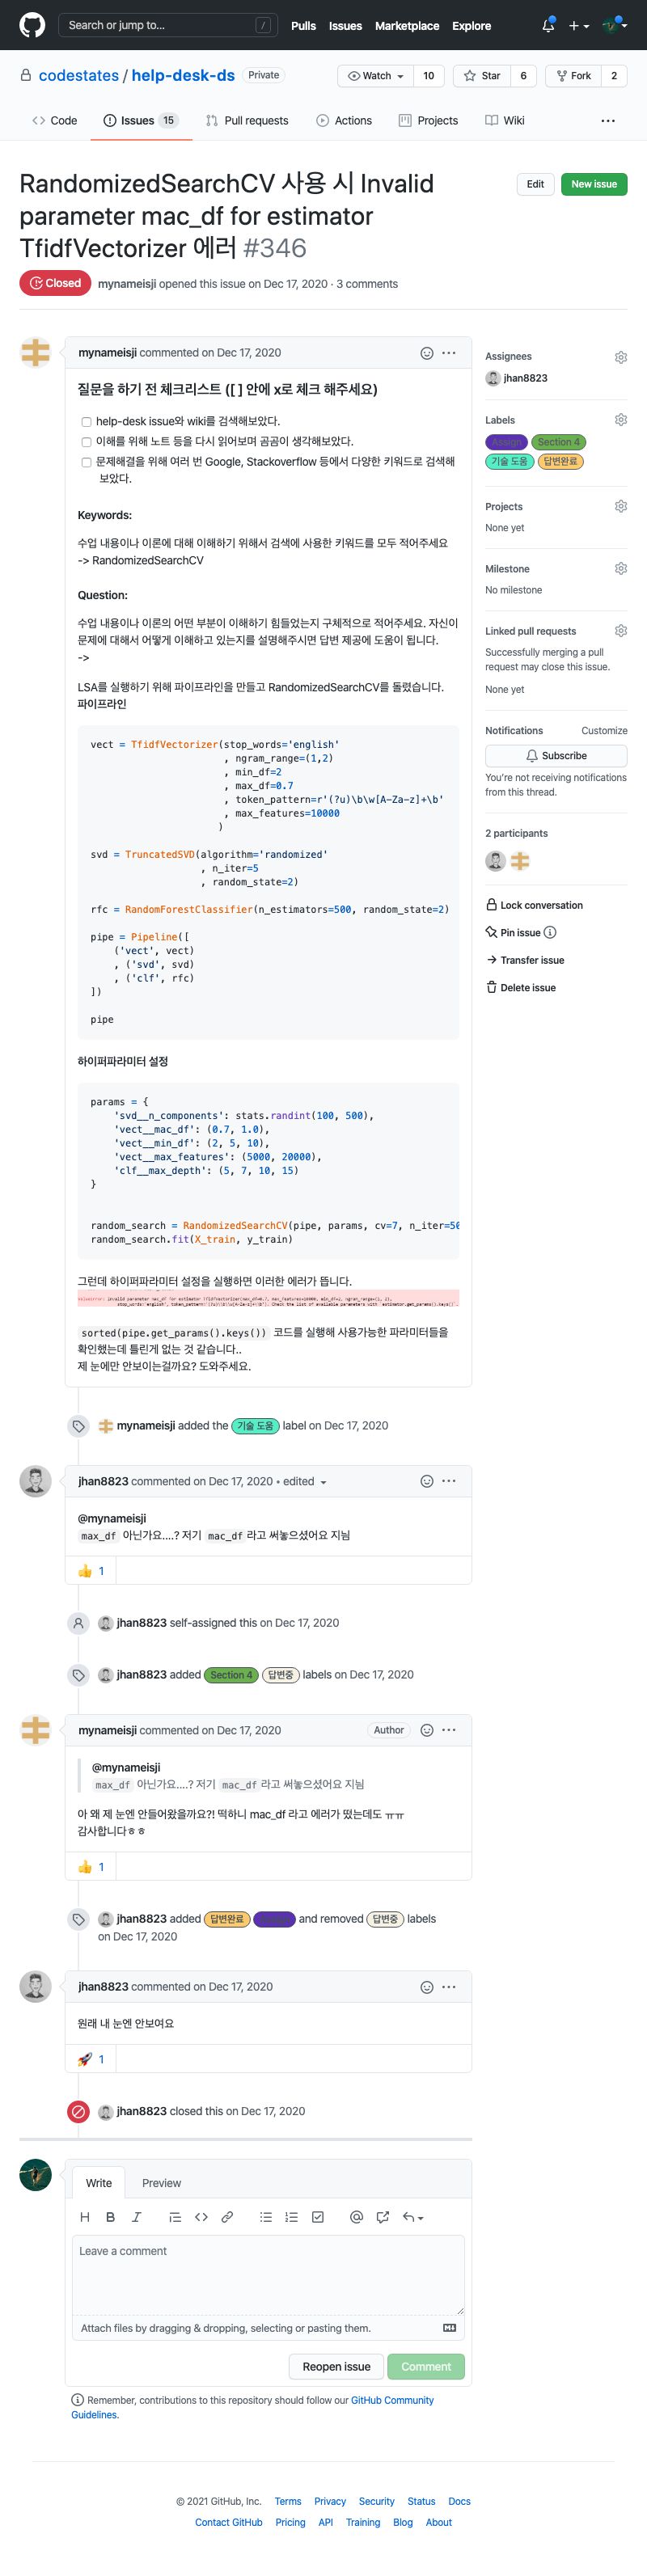 Search or jump to...
/
Pulls Issues Marketplace Explore
codestates / help-desk-ds Private
Watch 10 Star 6 Fork 2
Code Issues 15 Pull requests Actions Projects Wiki
RandomizedSearchCV 사용 시 Invalid
parameter mac_df for estimator
TfidfVectorizer 에러 #346
Edit New issue
Closed mynameisji opened this issue on Dec 17, 2020 · 3 comments
mynameisji commented on Dec 17, 2020
질문을 하기 전 체크리스트 ([ ] 안에 x로 체크 해주세요)
help-desk issue와 wiki를 검색해보았다.
이해를 위해 노트 등을 다시 읽어보며 곰곰이 생각해보았다.
문제해결을 위해 여러 번 Google, Stackoverflow 등에서 다양한 키워드로 검색해
보았다.
Keywords:
수업 내용이나 이론에 대해 이해하기 위해서 검색에 사용한 키워드를 모두 적어주세요
-> RandomizedSearchCV
Question:
수업 내용이나 이론의 어떤 부분이 이해하기 힘들었는지 구체적으로 적어주세요. 자신이
문제에 대해서 어떻게 이해하고 있는지를 설명해주시면 답변 제공에 도움이 됩니다.
->
LSA를 실행하기 위해 파이프라인을 만들고 RandomizedSearchCV를 돌렸습니다.
파이프라인
vect = TfidfVectorizer(stop_words='english'
, ngram_range=(1,2)
, min_df=2
, max_df=0.7
, token_pattern=r'(?u)\b\w[A-Za-z]+\b'
, max_features=10000
)
svd = TruncatedSVD(algorithm='randomized'
, n_iter=5
, random_state=2)
rfc = RandomForestClassifier(n_estimators=500, random_state=2)
pipe = Pipeline([
('vect', vect)
, ('svd', svd)
, ('clf', rfc)
])
pipe
하이퍼파라미터 설정
params = {
'svd__n_components': stats.randint(100, 500),
'vect__mac_df': (0.7, 1.0),
'vect__min_df': (2, 5, 10),
'vect__max_features': (5000, 20000),
'clf__max_depth': (5, 7, 10, 15)
}
random_search = RandomizedSearchCV(pipe, params, cv=7, n_iter=50
random_search.fit(X_train, y_train)
그런데 하이퍼파라미터 설정을 실행하면 이러한 에러가 뜹니다.
sorted(pipe.get_params().keys()) 코드를 실행해 사용가능한 파라미터들을
확인했는데 틀린게 없는 것 같습니다..
제 눈에만 안보이는걸까요? 도와주세요.
Assignees
jhan8823
Labels
Assign Section 4
기술 도움 답변완료
Projects
None yet
Milestone
No milestone
Linked pull requests
Successfully merging a pull
request may close this issue.
None yet
Notifications Customize
Subscribe
You're not receiving notifications
from this thread.
2 participants
Lock conversation
Pin issue
Transfer issue
Delete issue
mynameisji added the 기술 도움 label on Dec 17, 2020
jhan8823 commented on Dec 17, 2020 • edited
@mynameisji
max_df 아닌가요....? 저기 mac_df 라고 써놓으셨어요 지님
1
jhan8823 self-assigned this on Dec 17, 2020
jhan8823 added Section 4 답변중 labels on Dec 17, 2020
mynameisji commented on Dec 17, 2020 Author
@mynameisji
max_df 아닌가요....? 저기 mac_df 라고 써놓으셨어요 지님
아 왜 제 눈엔 안들어왔을까요?! 떡하니 mac_df 라고 에러가 떴는데도 ㅠㅠ
감사합니다ㅎㅎ
1
jhan8823 added 답변완료 Assign and removed 답변중 labels
on Dec 17, 2020
jhan8823 commented on Dec 17, 2020
원래 내 눈엔 안보여요
1
jhan8823 closed this on Dec 17, 2020
Write Preview
Leave a comment
Attach files by dragging & dropping, selecting or pasting them.
Reopen issue Comment
Remember, contributions to this repository should follow our GitHub Community
Guidelines.
© 2021 GitHub, Inc. Terms Privacy Security Status Docs
Contact GitHub Pricing API Training Blog About